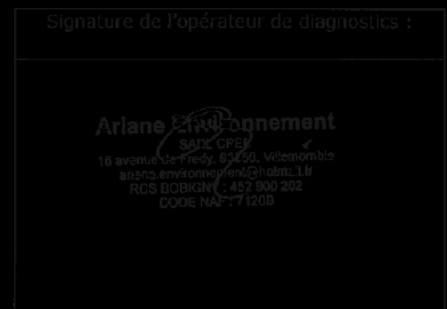 Signature de l'opérateur de diagnostics :
Ariane Environnement
SARL CPEH
16 avenue de Fredy, 93250, Villemomble
ariane.environnement@hotmail.fr
RCS BOBIGNY : 452 900 202
CODE NAF : 7120B